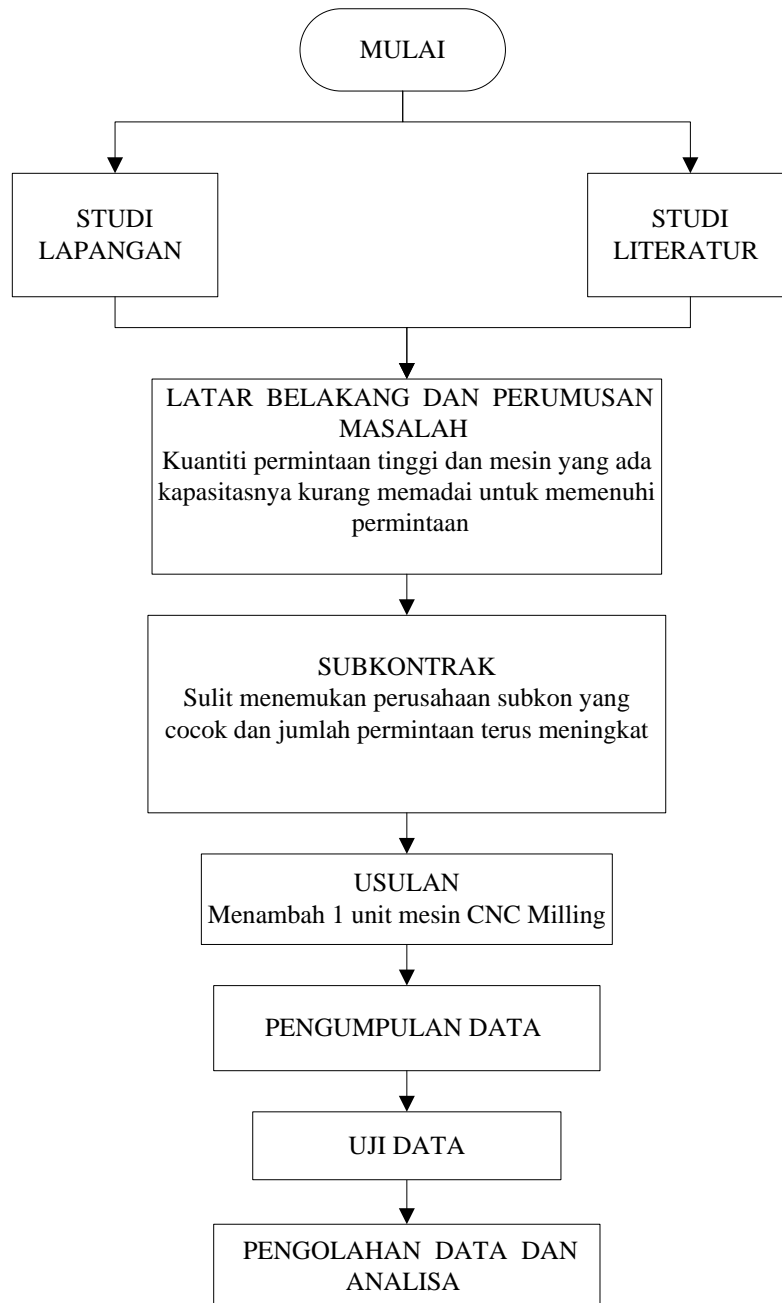 MULAI
STUDI
LAPANGAN
STUDI
LITERATUR
LATAR BELAKANG DAN PERUMUSAN
MASALAH
Kuantiti permintaan tinggi dan mesin yang ada
kapasitasnya kurang memadai untuk memenuhi
permintaan
SUBKONTRAK
Sulit menemukan perusahaan subkon yang
cocok dan jumlah permintaan terus meningkat
USULAN
Menambah 1 unit mesin CNC Milling
PENGUMPULAN DATA
UJI DATA
PENGOLAHAN DATA DAN
ANALISA